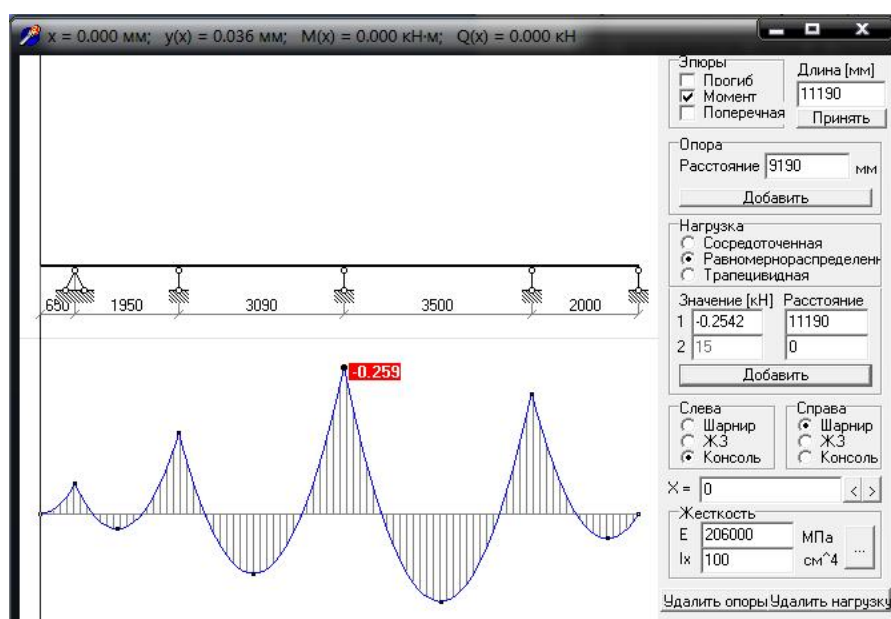 x = 0.000 мм; y(x) = 0.036 мм; M(x) = 0.000 кН·м; Q(x) = 0.000 кН
Эпюры
Прогиб
Момент
Поперечная
Длина [мм]
11190
Принять
Опора
Расстояние 9190 мм
Добавить
Нагрузка
Сосредоточенная
Равномернораспределенн
Трапецивидная
Значение [кН] Расстояние
1 -0.2542 11190
2 15 0
Добавить
650 1950 3090 3500 2000
-0.259
Слева
Шарнир
Ж.З
Консоль
Справа
Шарнир
Ж.З
Консоль
X = 0 < >
Жесткость
E 206000 МПа
Ix 100 см^4 ...
Удалить опоры Удалить нагрузку